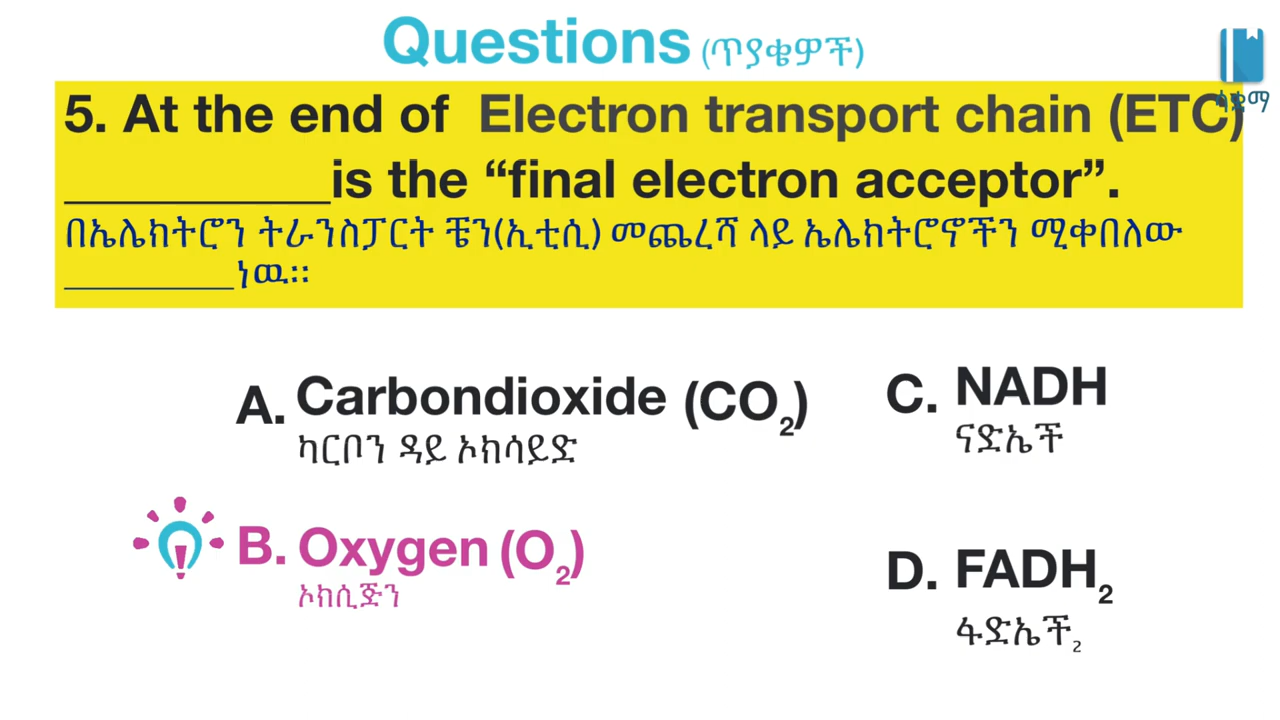 Questions (ጥያቄዎች)
5. At the end of Electron transport chain (ETC)
__________is the “final electron acceptor”.
በኤሌክትሮን ትራንስፓርት ቼን(ኢቲሲ) መጨረሻ ላይ ኤሌክትሮኖችን ሚቀበለው
__________ነዉ፡፡
A. Carbondioxide (CO₂)
ካርቦን ዳይ ኦክሳይድ
B. Oxygen (O₂)
ኦክሲጅን
C. NADH
ናድኤች
D. FADH₂
ፋድኤች₂